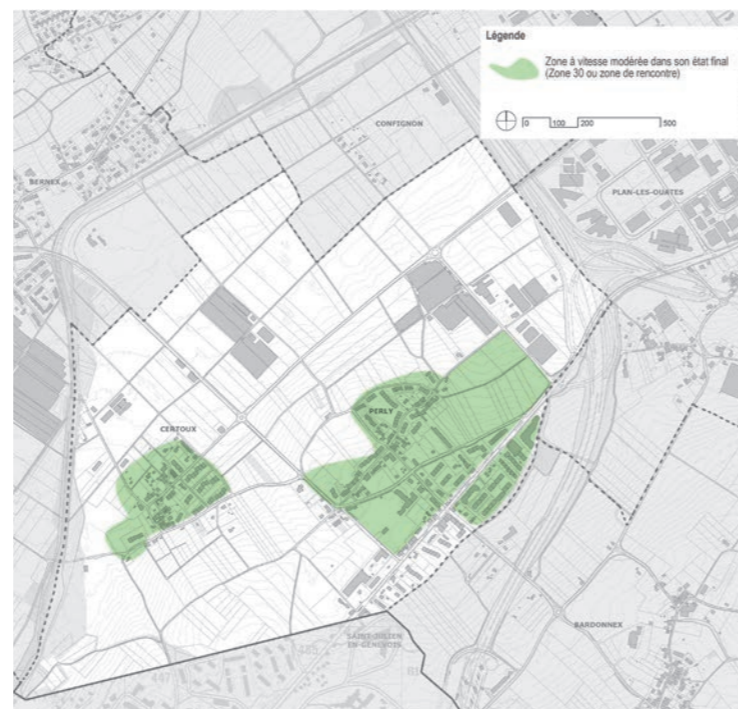 Légende
Zone à vitesse modérée dans son état final
(Zone 30 ou zone de rencontre)
0 100 200 500
CONFIGNON
BERNEX
PLAN-LES-OUATES
PERLY
CERTOUX
BARDONNEX
SAINT-JULIEN
EN-GENEVOIS
447